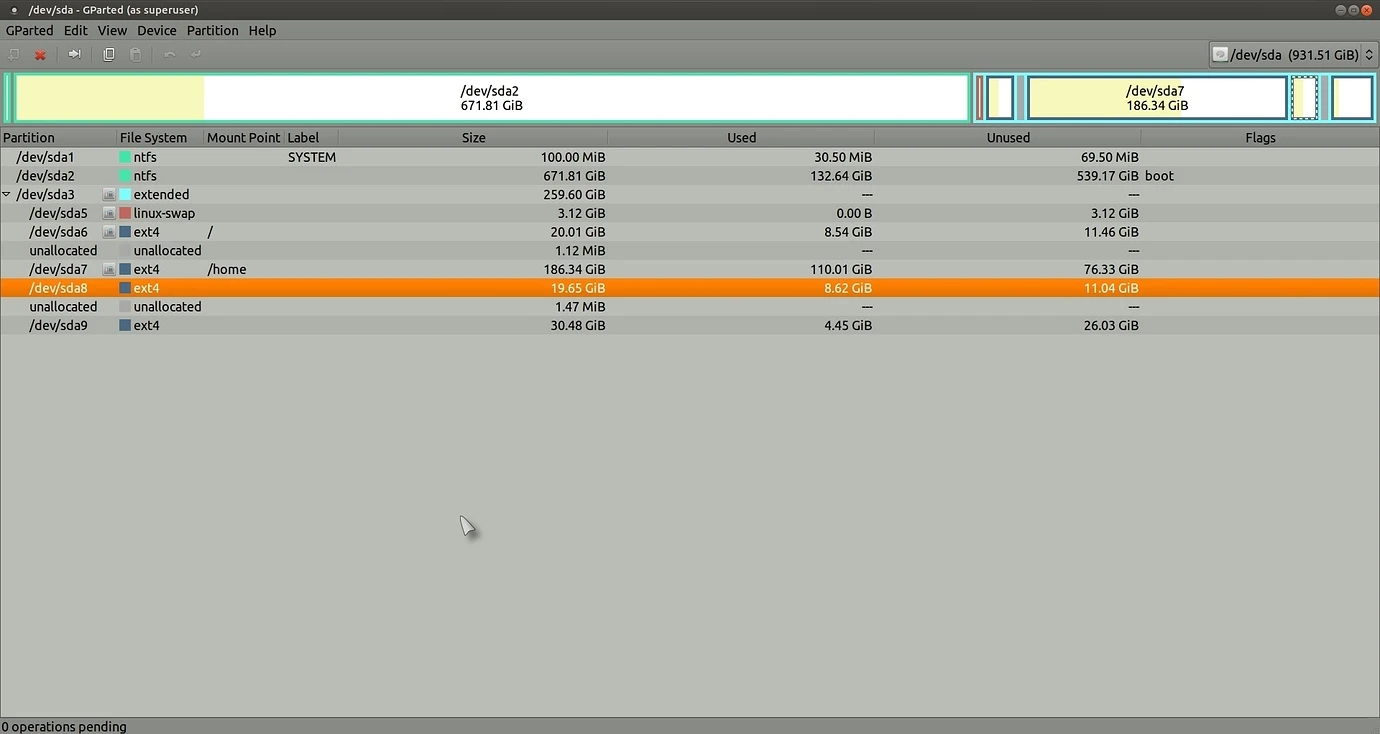 /dev/sda - GParted (as superuser)
GParted Edit View Device Partition Help
/dev/sda (931.51 GiB)
/dev/sda2
671.81 GiB
/dev/sda7
186.34 GiB
Partition File System Mount Point Label Size Used Unused Flags
/dev/sda1 ntfs SYSTEM 100.00 MiB 30.50 MiB 69.50 MiB
/dev/sda2 ntfs 671.81 GiB 132.64 GiB 539.17 GiB boot
/dev/sda3 extended 259.60 GiB --- ---
/dev/sda5 linux-swap 3.12 GiB 0.00 B 3.12 GiB
/dev/sda6 ext4 / 20.01 GiB 8.54 GiB 11.46 GiB
unallocated unallocated 1.12 MiB --- ---
/dev/sda7 ext4 /home 186.34 GiB 110.01 GiB 76.33 GiB
/dev/sda8 ext4 19.65 GiB 8.62 GiB 11.04 GiB
unallocated unallocated 1.47 MiB --- ---
/dev/sda9 ext4 30.48 GiB 4.45 GiB 26.03 GiB
0 operations pending